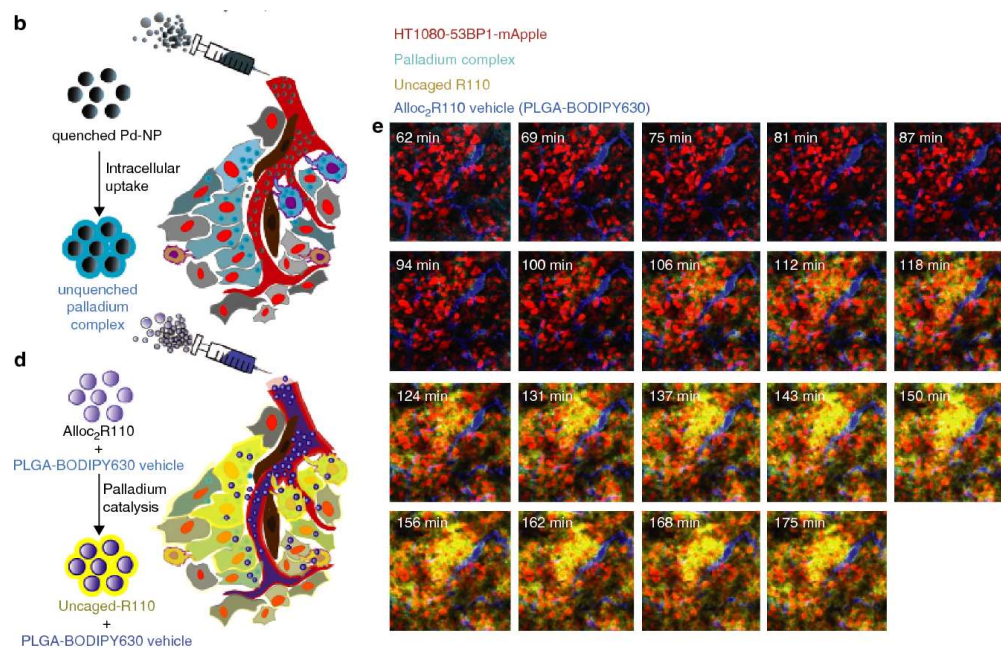 b
quenched Pd-NP
Intracellular
uptake
unquenched
palladium
complex
d
Alloc₂R110
+
PLGA-BODIPY630 vehicle
Palladium
catalysis
Uncaged-R110
+
PLGA-BODIPY630 vehicle
HT1080-53BP1-mApple
Palladium complex
Uncaged R110
Alloc₂R110 vehicle (PLGA-BODIPY630)
e
62 min
69 min
75 min
81 min
87 min
94 min
100 min
106 min
112 min
118 min
124 min
131 min
137 min
143 min
150 min
156 min
162 min
168 min
175 min